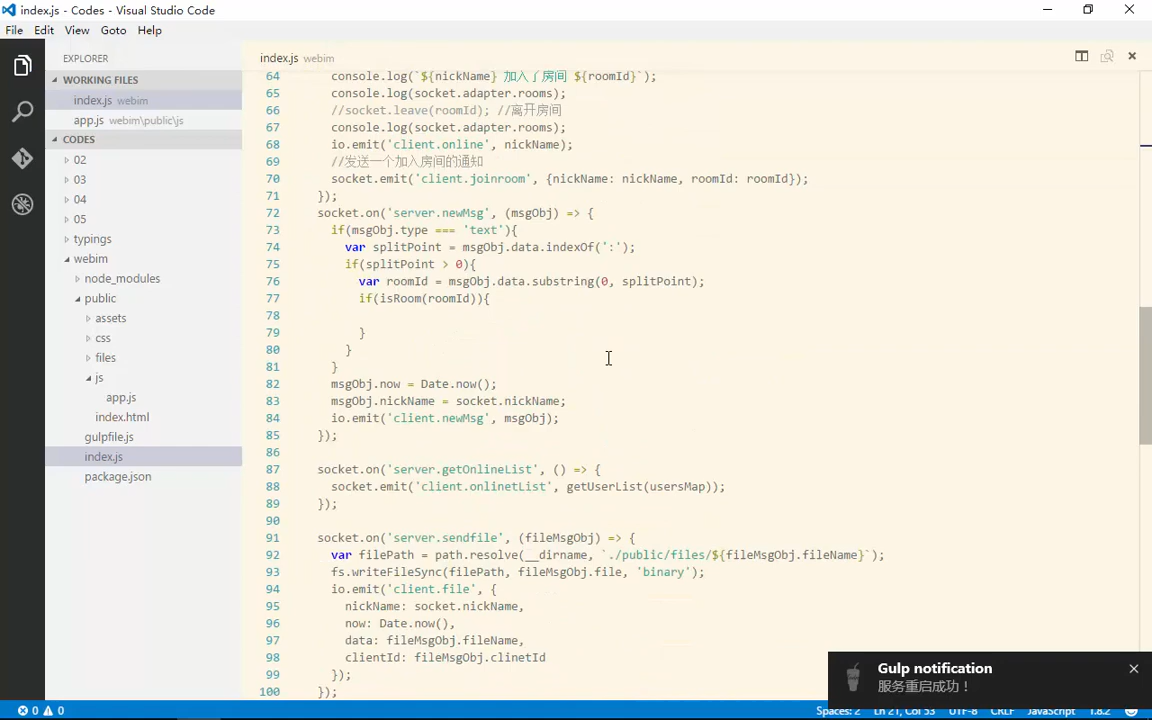 index.js - Codes - Visual Studio Code
File Edit View Goto Help
EXPLORER
WORKING FILES
index.js webim
app.js webim\public\js
CODES
02
03
04
05
typings
webim
node_modules
public
assets
css
files
js
app.js
index.html
gulpfile.js
index.js
package.json
index.js webim
64 console.log(`${nickName} 加入了房间 ${roomId}`);
65 console.log(socket.adapter.rooms);
66 //socket.leave(roomId); //离开房间
67 console.log(socket.adapter.rooms);
68 io.emit('client.online', nickName);
69 //发送一个加入房间的通知
70 socket.emit('client.joinroom', {nickName: nickName, roomId: roomId});
71 });
72 socket.on('server.newMsg', (msgObj) => {
73 if(msgObj.type === 'text'){
74 var splitPoint = msgObj.data.indexOf(':');
75 if(splitPoint > 0){
76 var roomId = msgObj.data.substring(0, splitPoint);
77 if(isRoom(roomId)){
78
79 }
80 }
81 }
82 msgObj.now = Date.now();
83 msgObj.nickName = socket.nickName;
84 io.emit('client.newMsg', msgObj);
85 });
86
87 socket.on('server.getOnlineList', () => {
88 socket.emit('client.onlinetList', getUserList(usersMap));
89 });
90
91 socket.on('server.sendfile', (fileMsgObj) => {
92 var filePath = path.resolve(__dirname, `./public/files/${fileMsgObj.fileName}`);
93 fs.writeFileSync(filePath, fileMsgObj.file, 'binary');
94 io.emit('client.file', {
95 nickName: socket.nickName,
96 now: Date.now(),
97 data: fileMsgObj.fileName,
98 clientId: fileMsgObj.clinetId
99 });
100 });
Gulp notification
服务重启成功！
0 0 Spaces: 2 Ln 21, Col 53 UTF-8 CRLF JavaScript 1.8.2